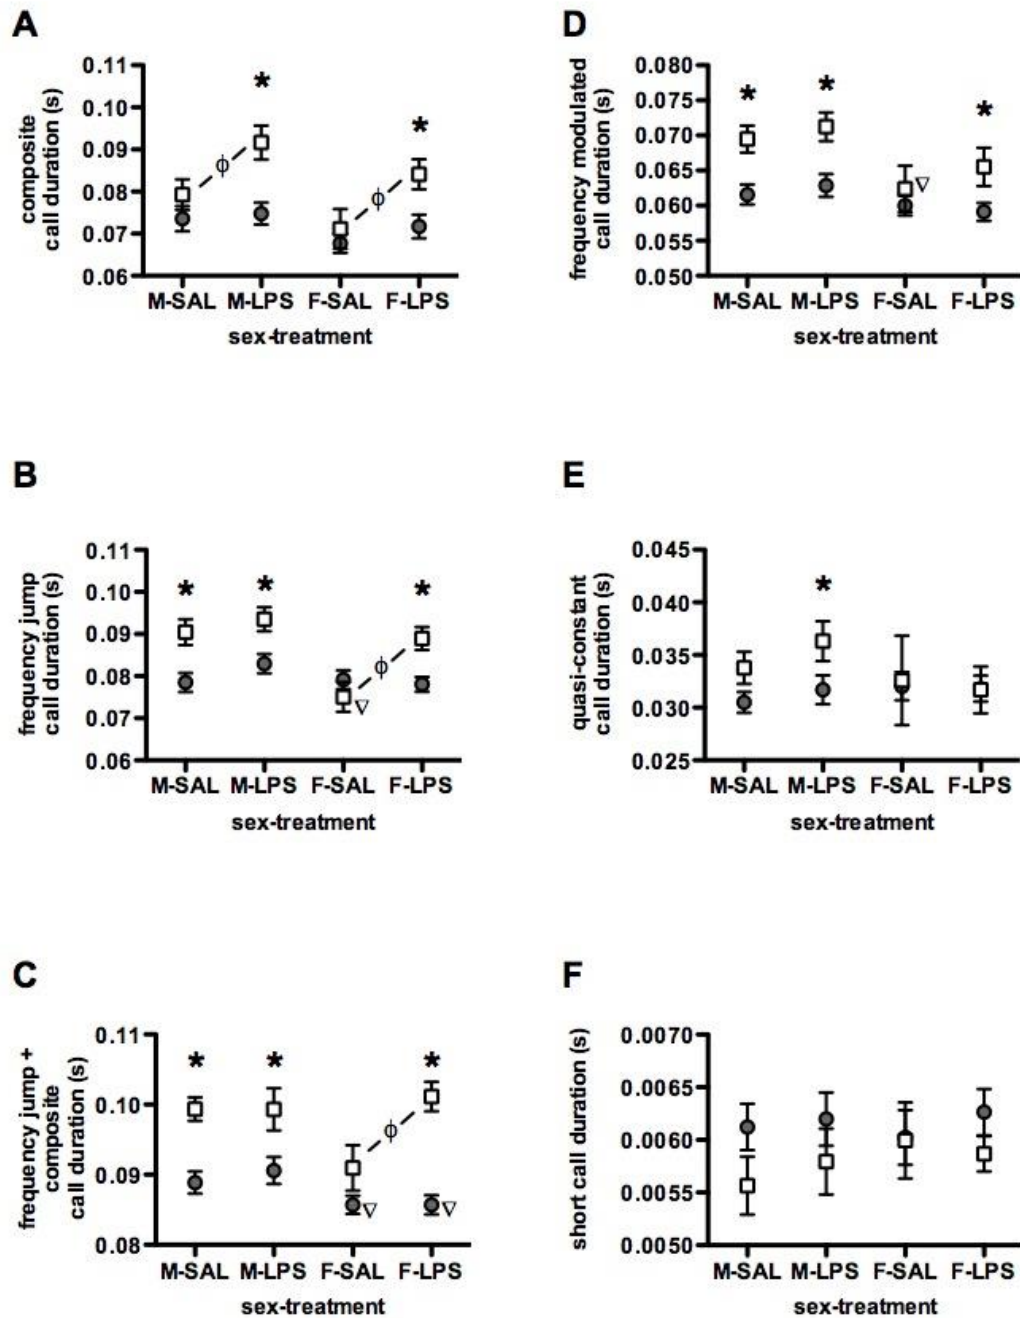 A
composite
call duration (s)
0.11
0.10
0.09
0.08
0.07
0.06
*
*
ϕ
ϕ
M-SAL M-LPS F-SAL F-LPS
sex-treatment
D
frequency modulated
call duration (s)
0.080
0.075
0.070
0.065
0.060
0.055
0.050
*
*
*
∇
M-SAL M-LPS F-SAL F-LPS
sex-treatment
B
frequency jump
call duration (s)
0.11
0.10
0.09
0.08
0.07
0.06
*
*
*
ϕ
∇
M-SAL M-LPS F-SAL F-LPS
sex-treatment
E
quasi-constant
call duration (s)
0.045
0.040
0.035
0.030
0.025
*
M-SAL M-LPS F-SAL F-LPS
sex-treatment
C
frequency jump +
composite
call duration (s)
0.11
0.10
0.09
0.08
*
*
*
ϕ
∇
∇
M-SAL M-LPS F-SAL F-LPS
sex-treatment
F
short call duration (s)
0.0070
0.0065
0.0060
0.0055
0.0050
M-SAL M-LPS F-SAL F-LPS
sex-treatment